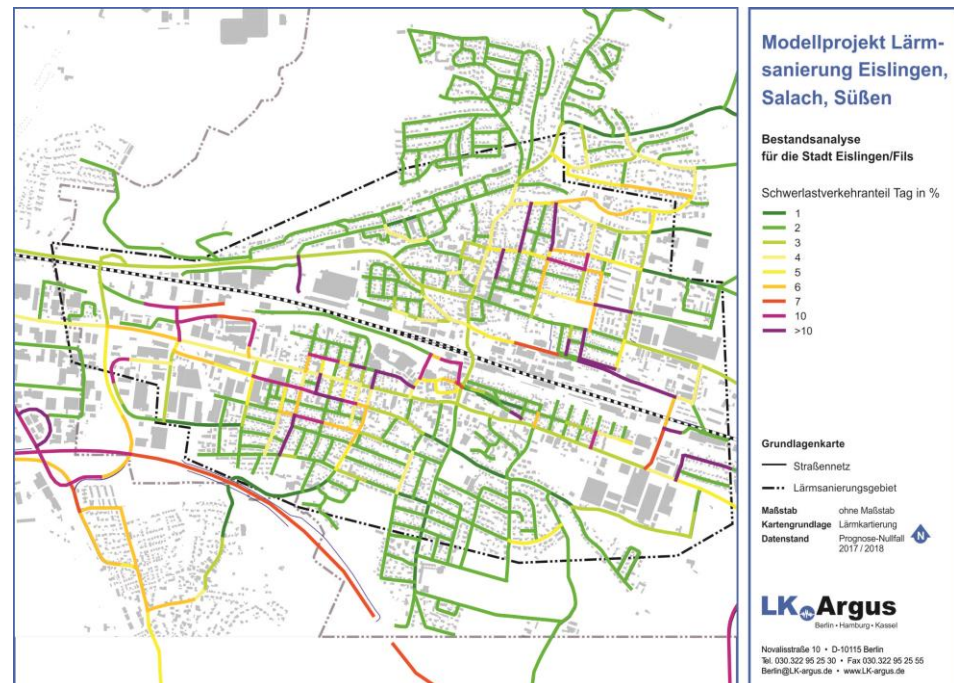 Modellprojekt Lärm-
sanierung Eislingen,
Salach, Süßen
Bestandsanalyse
für die Stadt Eislingen/Fils
Schwerlastverkehranteil Tag in %
1
2
3
4
5
6
7
10
>10
Grundlagenkarte
Straßennetz
Lärmsanierungsgebiet
Maßstab ohne Maßstab
Kartengrundlage Lärmkartierung
Datenstand Prognose-Nullfall
2017 / 2018
N
LK Argus
Berlin • Hamburg • Kassel
Novalisstraße 10 • D-10115 Berlin
Tel. 030.322 95 25 30 • Fax 030.322 95 25 55
Berlin@LK-argus.de • www.LK-argus.de